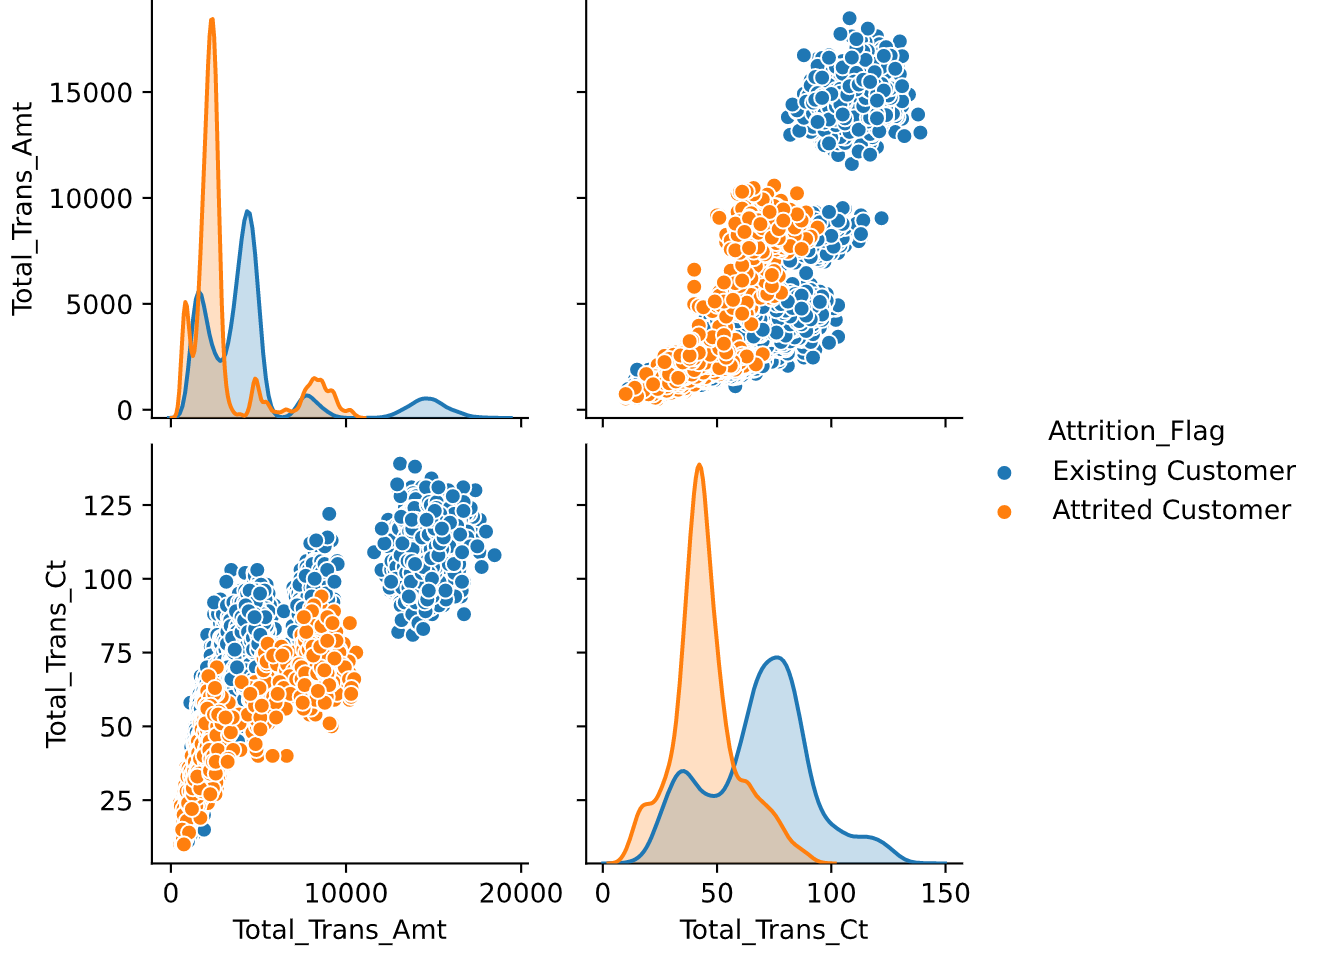 Total_Trans_Amt
15000
10000
5000
0
Attrition_Flag
Existing Customer
Attrited Customer
Total_Trans_Ct
125
100
75
50
25
0
10000
20000
0
50
100
150
Total_Trans_Amt
Total_Trans_Ct